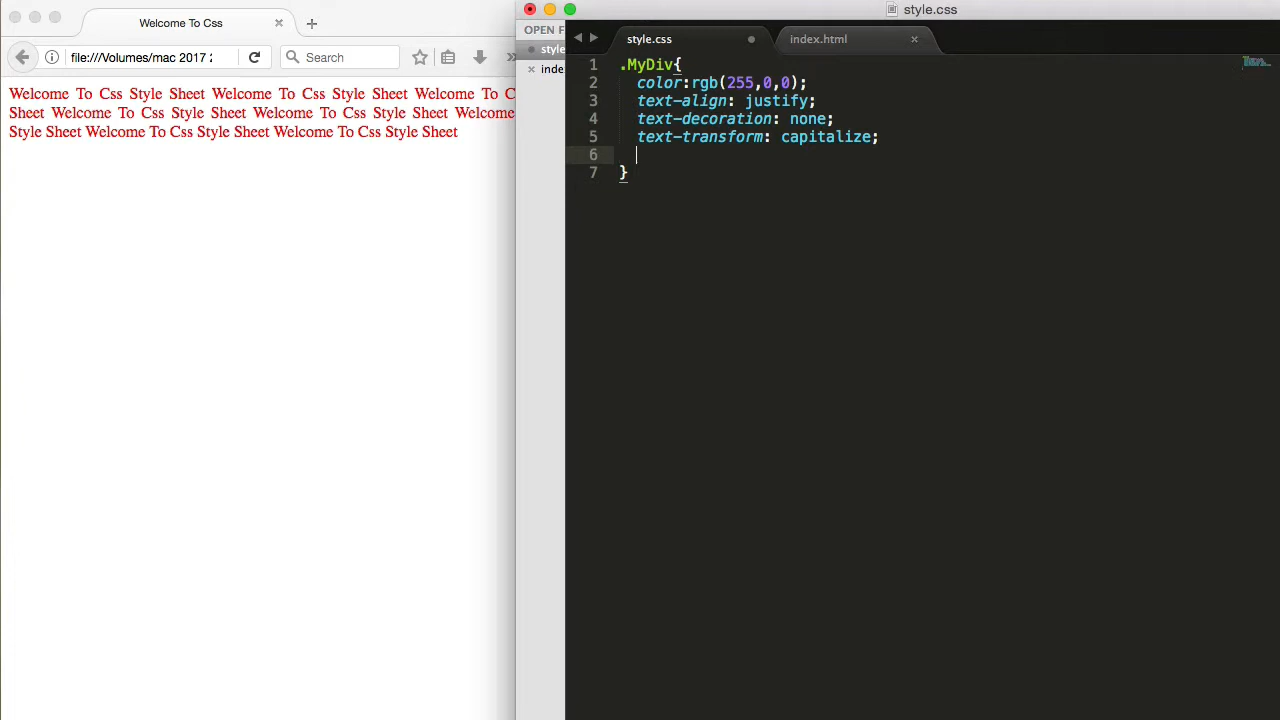 Welcome To Css
file:///Volumes/mac 2017 2
Search
Welcome To Css Style Sheet Welcome To Css Style Sheet Welcome To C
Sheet Welcome To Css Style Sheet Welcome To Css Style Sheet Welcome
Style Sheet Welcome To Css Style Sheet Welcome To Css Style Sheet
style.css
OPEN F
style
inde
style.css
index.html
1 .MyDiv{
2 color:rgb(255,0,0);
3 text-align: justify;
4 text-decoration: none;
5 text-transform: capitalize;
6
7 }